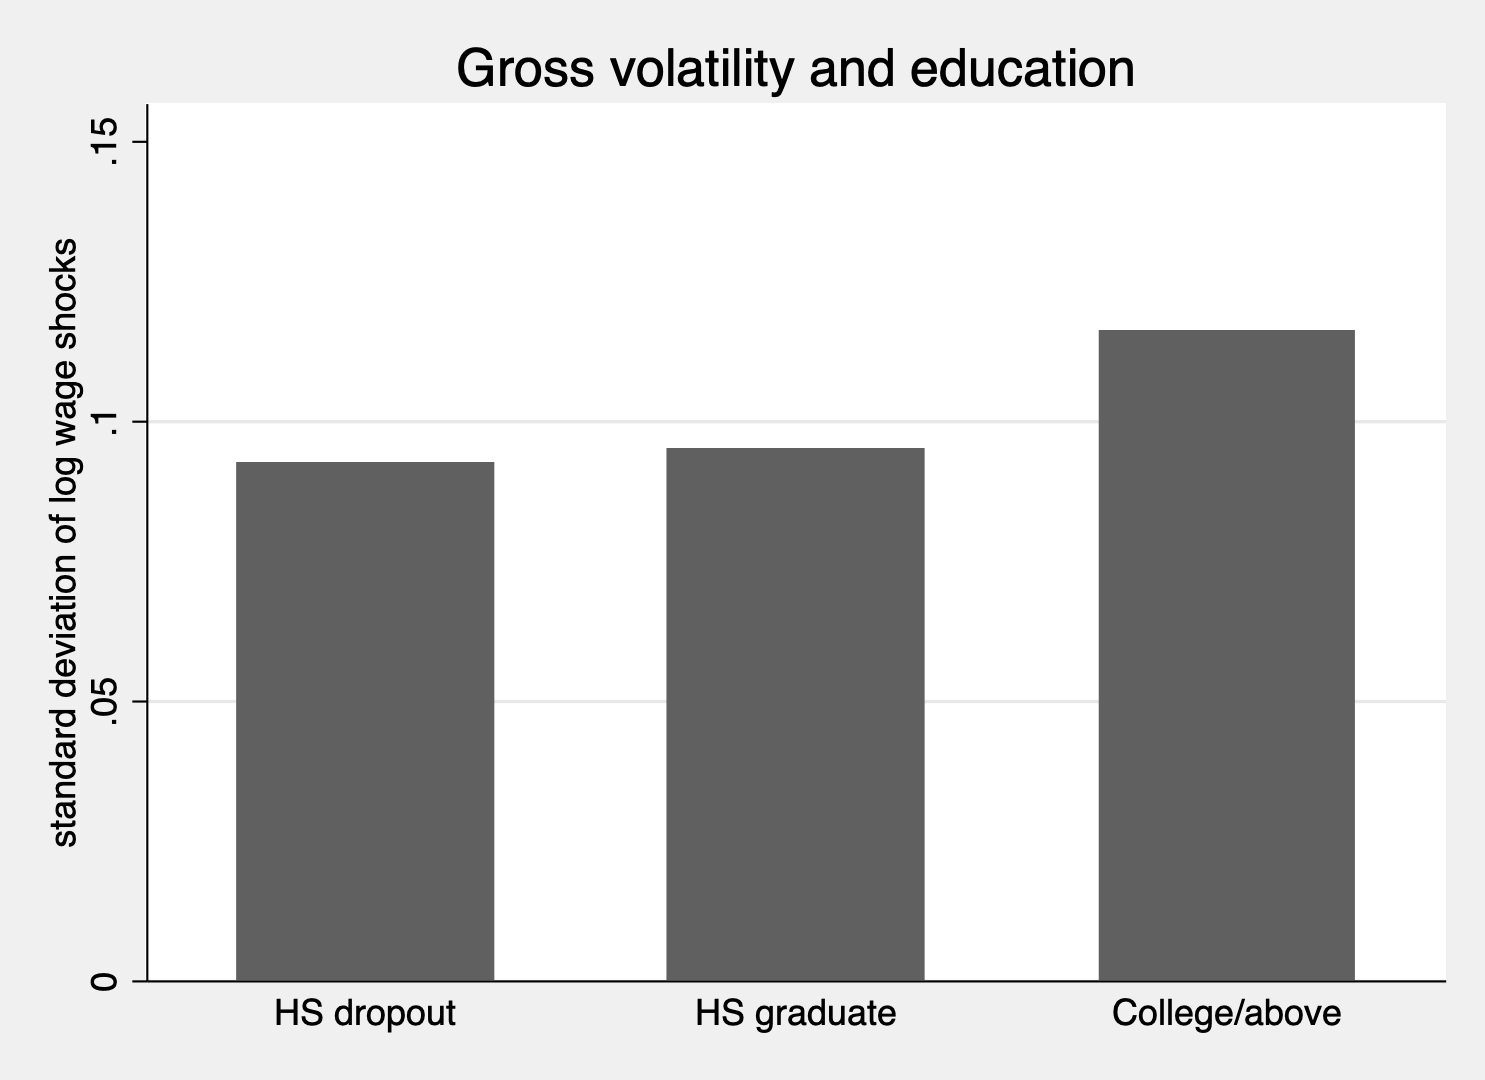 Gross volatility and education
standard deviation of log wage shocks
.15
.1
.05
0
HS dropout
HS graduate
College/above